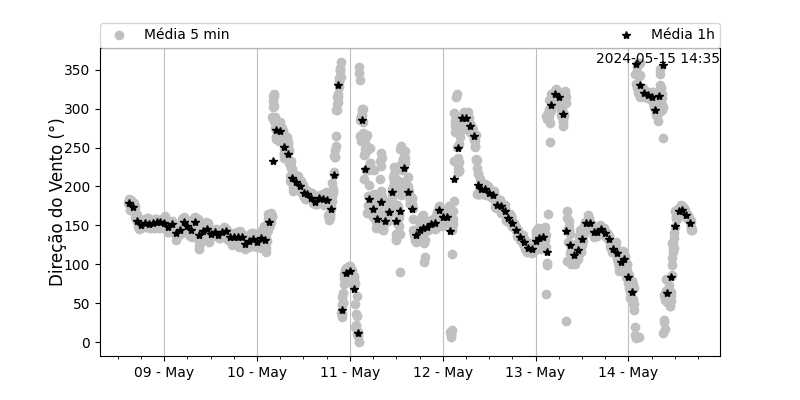 Média 5 min
Média 1h
2024-05-15 14:35
Direção do Vento (°)
350
300
250
200
150
100
50
0
09 - May
10 - May
11 - May
12 - May
13 - May
14 - May